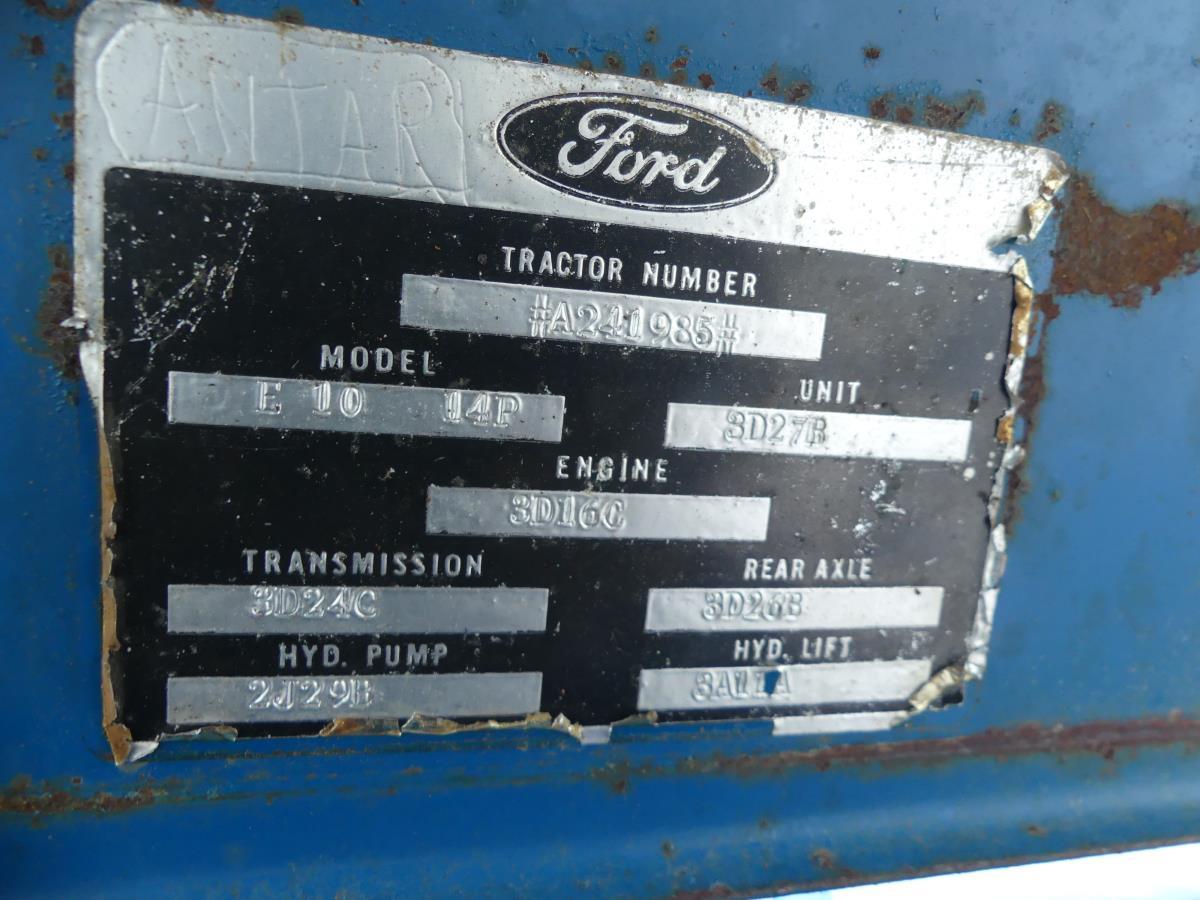 ANTAR
Ford
TRACTOR NUMBER
#A241985#
MODEL
UNIT
E 10 14P
3D27B
ENGINE
3D16C
TRANSMISSION
REAR AXLE
3D24C
3D26B
HYD. PUMP
HYD. LIFT
2J29B
3A11A